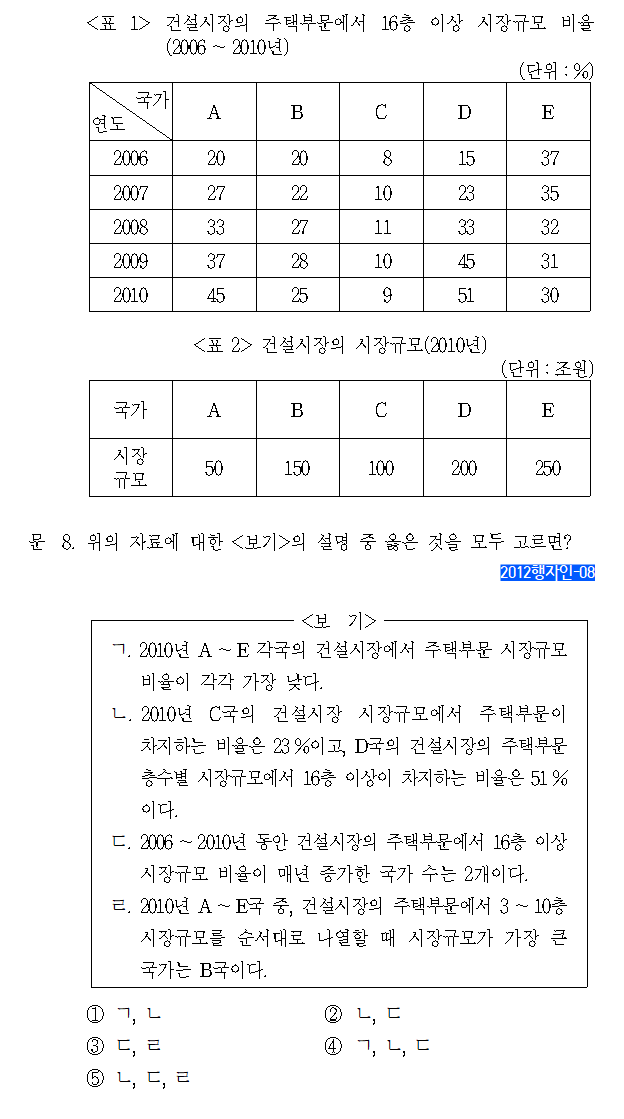 <표 1> 건설시장의 주택부문에서 16층 이상 시장규모 비율
(2006 ~ 2010년)
(단위 : %)
국가
연도
A B C D E
2006 20 20 8 15 37
2007 27 22 10 23 35
2008 33 27 11 33 32
2009 37 28 10 45 31
2010 45 25 9 51 30
<표 2> 건설시장의 시장규모(2010년)
(단위 : 조원)
국가 A B C D E
시장
규모
50 150 100 200 250
문 8. 위의 자료에 대한 <보기>의 설명 중 옳은 것을 모두 고르면?
2012행자인-08
<보 기>
ㄱ. 2010년 A ~ E 각국의 건설시장에서 주택부문 시장규모
비율이 각각 가장 낮다.
ㄴ. 2010년 C국의 건설시장 시장규모에서 주택부문이
차지하는 비율은 23 %이고, D국의 건설시장의 주택부문
층수별 시장규모에서 16층 이상이 차지하는 비율은 51 %
이다.
ㄷ. 2006 ~ 2010년 동안 건설시장의 주택부문에서 16층 이상
시장규모 비율이 매년 증가한 국가 수는 2개이다.
ㄹ. 2010년 A ~ E국 중, 건설시장의 주택부문에서 3 ~ 10층
시장규모를 순서대로 나열할 때 시장규모가 가장 큰
국가는 B국이다.
① ㄱ, ㄴ ② ㄴ, ㄷ
③ ㄷ, ㄹ ④ ㄱ, ㄴ, ㄷ
⑤ ㄴ, ㄷ, ㄹ